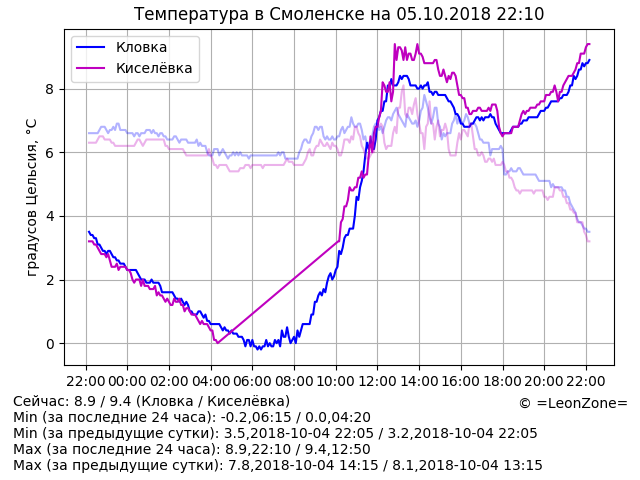 Температура в Смоленске на 05.10.2018 22:10
Кловка
Киселёвка
градусов Цельсия, °C
8
6
4
2
0
22:00 00:00 02:00 04:00 06:00 08:00 10:00 12:00 14:00 16:00 18:00 20:00 22:00
Сейчас: 8.9 / 9.4 (Кловка / Киселёвка)
© =LeonZone=
Min (за последние 24 часа): -0.2,06:15 / 0.0,04:20
Min (за предыдущие сутки): 3.5,2018-10-04 22:05 / 3.2,2018-10-04 22:05
Max (за последние 24 часа): 8.9,22:10 / 9.4,12:50
Max (за предыдущие сутки): 7.8,2018-10-04 14:15 / 8.1,2018-10-04 13:15